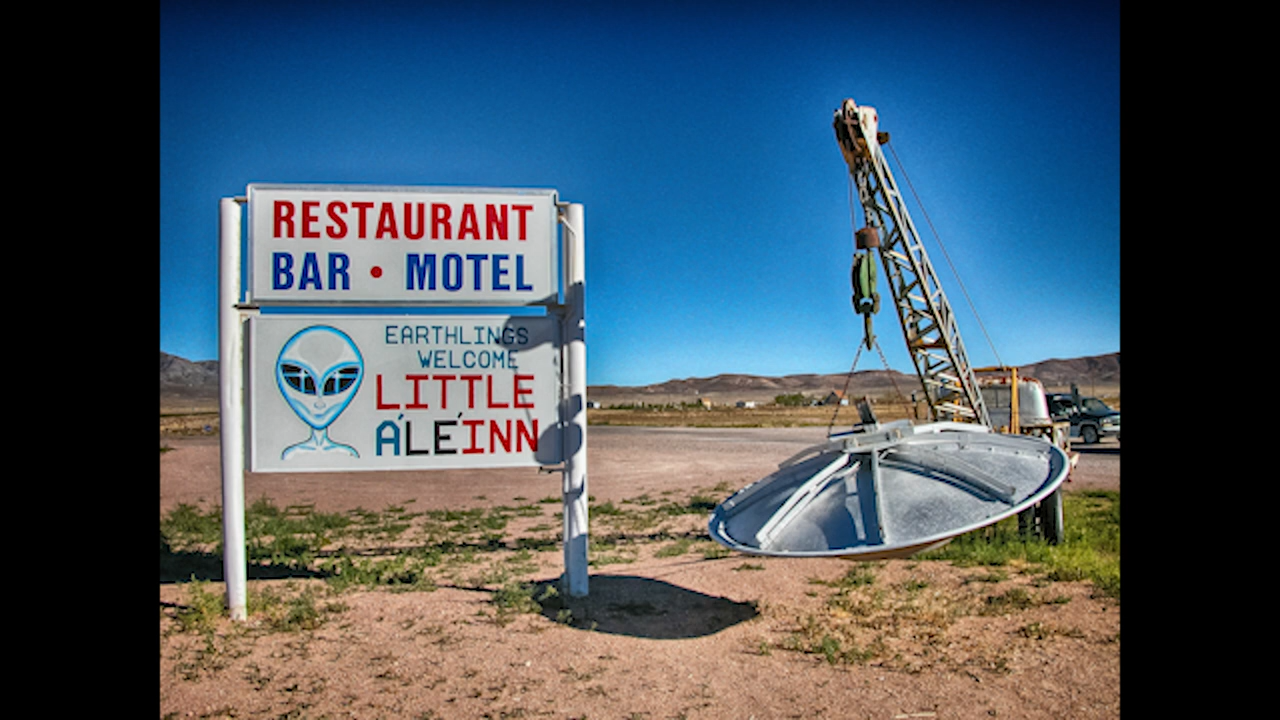 RESTAURANT
BAR • MOTEL
EARTHLINGS
WELCOME
LITTLE
A'LE'INN